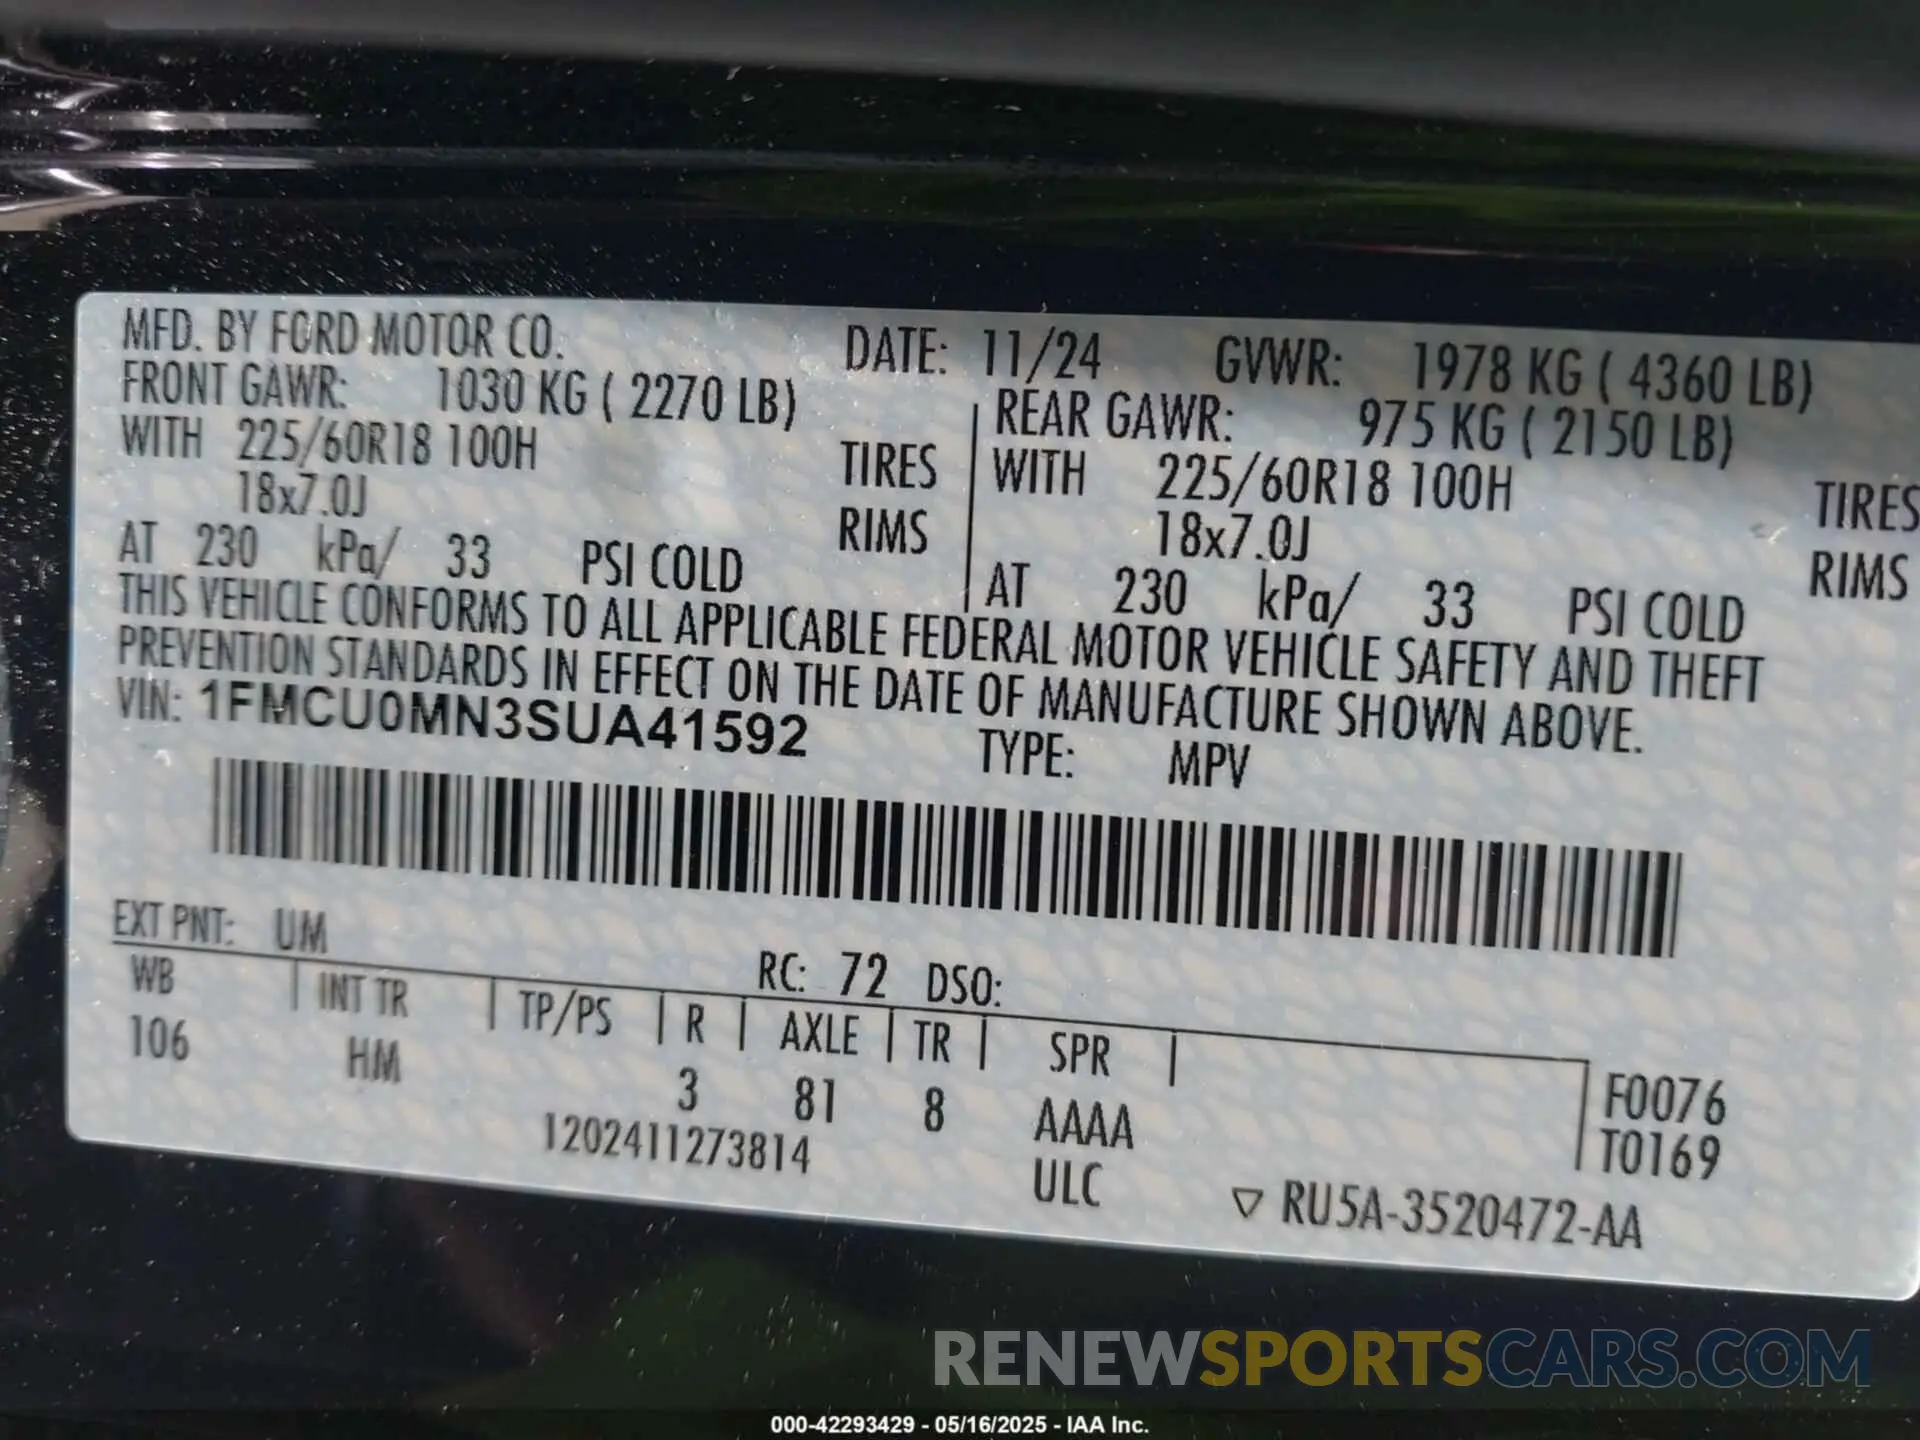 MFD. BY FORD MOTOR CO. DATE: 11/24 GVWR: 1978 KG ( 4360 LB)
FRONT GAWR: 1030 KG ( 2270 LB) REAR GAWR: 975 KG ( 2150 LB)
WITH 225/60R18 100H TIRES WITH 225/60R18 100H TIRES
18x7.0J RIMS 18x7.0J RIMS
AT 230 kPa/ 33 PSI COLD AT 230 kPa/ 33 PSI COLD
THIS VEHICLE CONFORMS TO ALL APPLICABLE FEDERAL MOTOR VEHICLE SAFETY AND THEFT
PREVENTION STANDARDS IN EFFECT ON THE DATE OF MANUFACTURE SHOWN ABOVE.
VIN: 1FMCU0MN3SUA41592 TYPE: MPV
EXT PNT: UM RC: 72 DSO:
WB INT TR TP/PS R AXLE TR SPR
106 HM 3 81 8 AAAA F0076
1202411273814 ULC T0169
▽ RU5A-3520472-AA
RENEWSPORTSCARS.COM
000-42293429 - 05/16/2025 - IAA Inc.